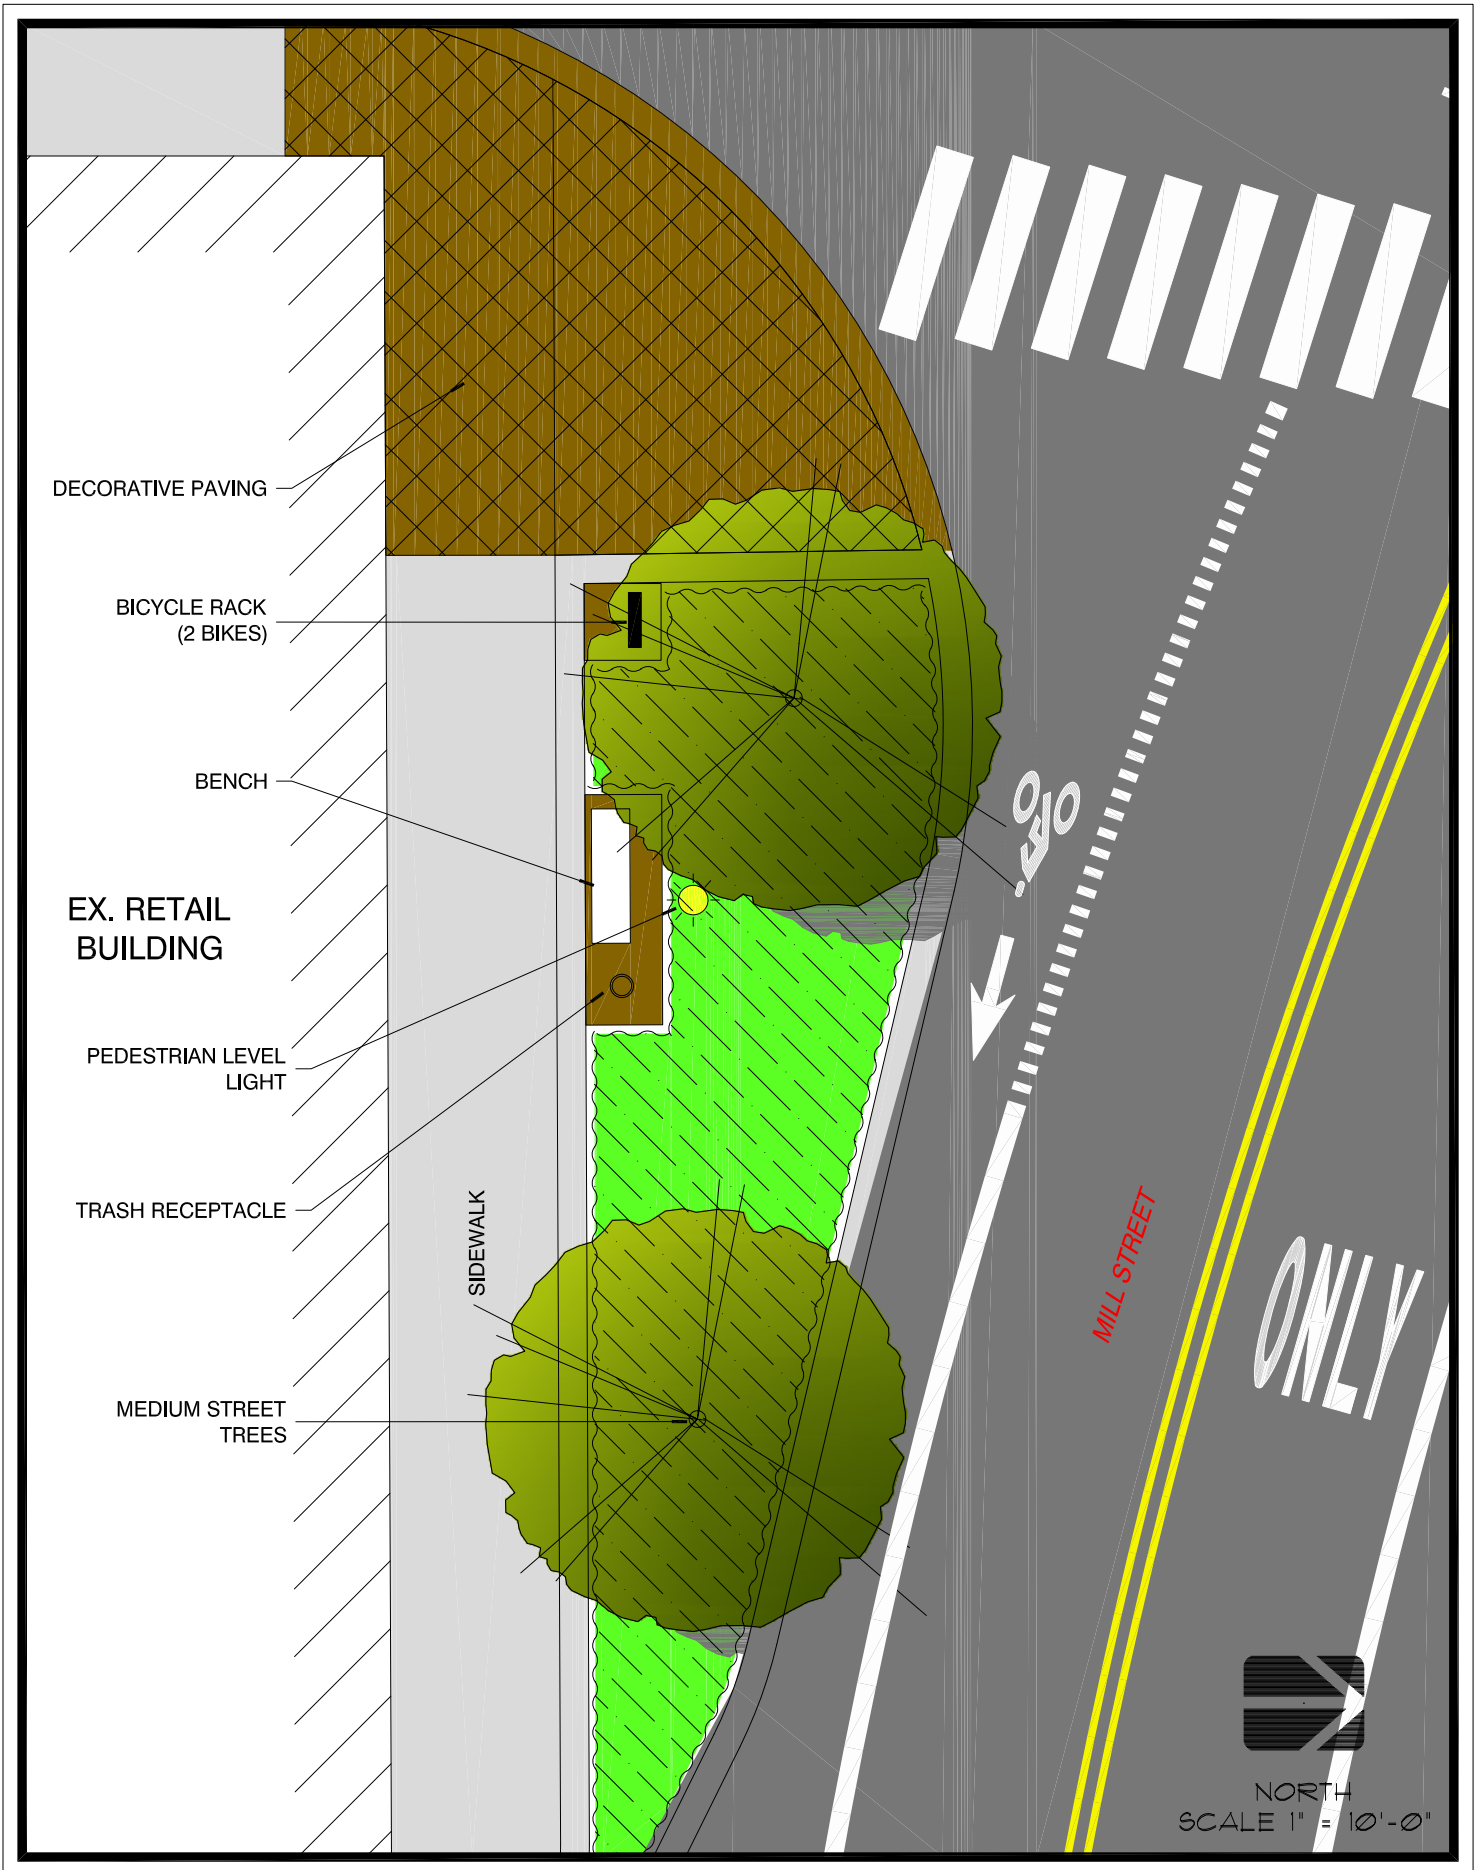 DECORATIVE PAVING
BICYCLE RACK
(2 BIKES)
BENCH
EX. RETAIL
BUILDING
PEDESTRIAN LEVEL
LIGHT
TRASH RECEPTACLE
SIDEWALK
MEDIUM STREET
TREES
MILL STREET
ONLY
NORTH
SCALE 1" = 10'-0"